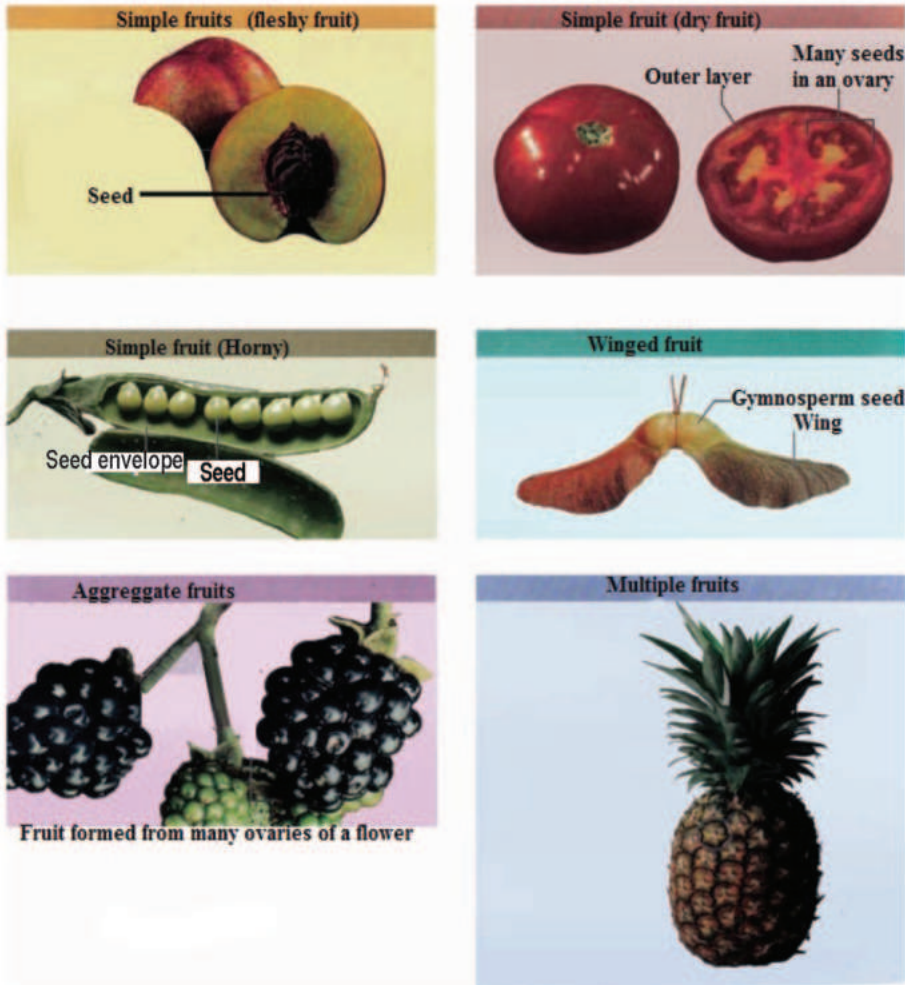 Simple fruits (fleshy fruit)
Seed
Simple fruit (dry fruit)
Outer layer
Many seeds
in an ovary
Simple fruit (Horny)
Seed envelope
Seed
Winged fruit
Gymnosperm seed
Wing
Aggreggate fruits
Fruit formed from many ovaries of a flower
Multiple fruits